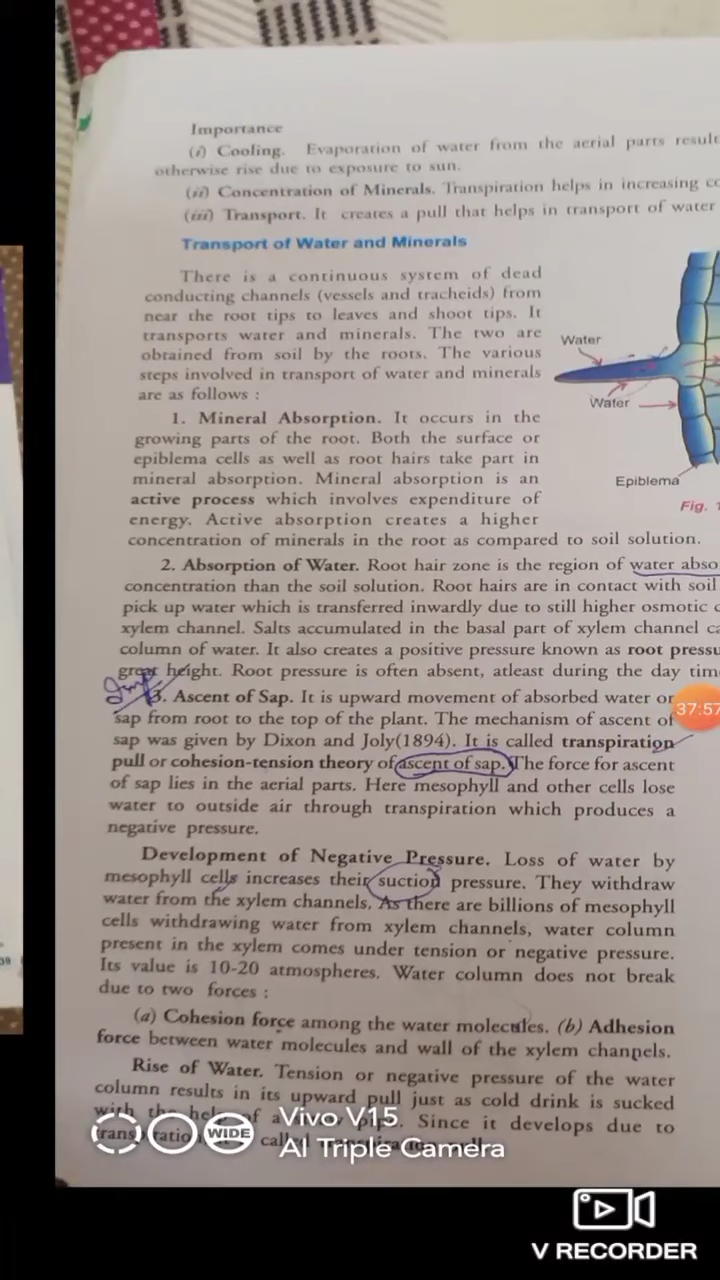 Importance
(i) Cooling. Evaporation of water from the aerial parts result
otherwise rise due to exposure to sun.
(ii) Concentration of Minerals. Transpiration helps in increasing co
(iii) Transport. It creates a pull that helps in transport of water
Transport of Water and Minerals
There is a continuous system of dead
conducting channels (vessels and tracheids) from
near the root tips to leaves and shoot tips. It
transports water and minerals. The two are
obtained from soil by the roots. The various
steps involved in transport of water and minerals
are as follows :
Water
Water
Epiblema
Fig. 1
1. Mineral Absorption. It occurs in the
growing parts of the root. Both the surface or
epiblema cells as well as root hairs take part in
mineral absorption. Mineral absorption is an
active process which involves expenditure of
energy. Active absorption creates a higher
concentration of minerals in the root as compared to soil solution.
2. Absorption of Water. Root hair zone is the region of water abso
concentration than the soil solution. Root hairs are in contact with soil
pick up water which is transferred inwardly due to still higher osmotic c
xylem channel. Salts accumulated in the basal part of xylem channel ca
column of water. It also creates a positive pressure known as root pressu
great height. Root pressure is often absent, atleast during the day tim
Imp
3. Ascent of Sap. It is upward movement of absorbed water or
sap from root to the top of the plant. The mechanism of ascent of
sap was given by Dixon and Joly(1894). It is called transpiration
pull or cohesion-tension theory of ascent of sap. The force for ascent
of sap lies in the aerial parts. Here mesophyll and other cells lose
water to outside air through transpiration which produces a
negative pressure.
37:57
Development of Negative Pressure. Loss of water by
mesophyll cells increases their suction pressure. They withdraw
water from the xylem channels. As there are billions of mesophyll
cells withdrawing water from xylem channels, water column
present in the xylem comes under tension or negative pressure.
Its value is 10-20 atmospheres. Water column does not break
due to two forces :
(a) Cohesion force among the water molecules. (b) Adhesion
force between water molecules and wall of the xylem channels.
Rise of Water. Tension or negative pressure of the water
column results in its upward pull just as cold drink is sucked
with the help of a pipe. Since it develops due to
WIDE
Vivo V15
AI Triple Camera
V RECORDER